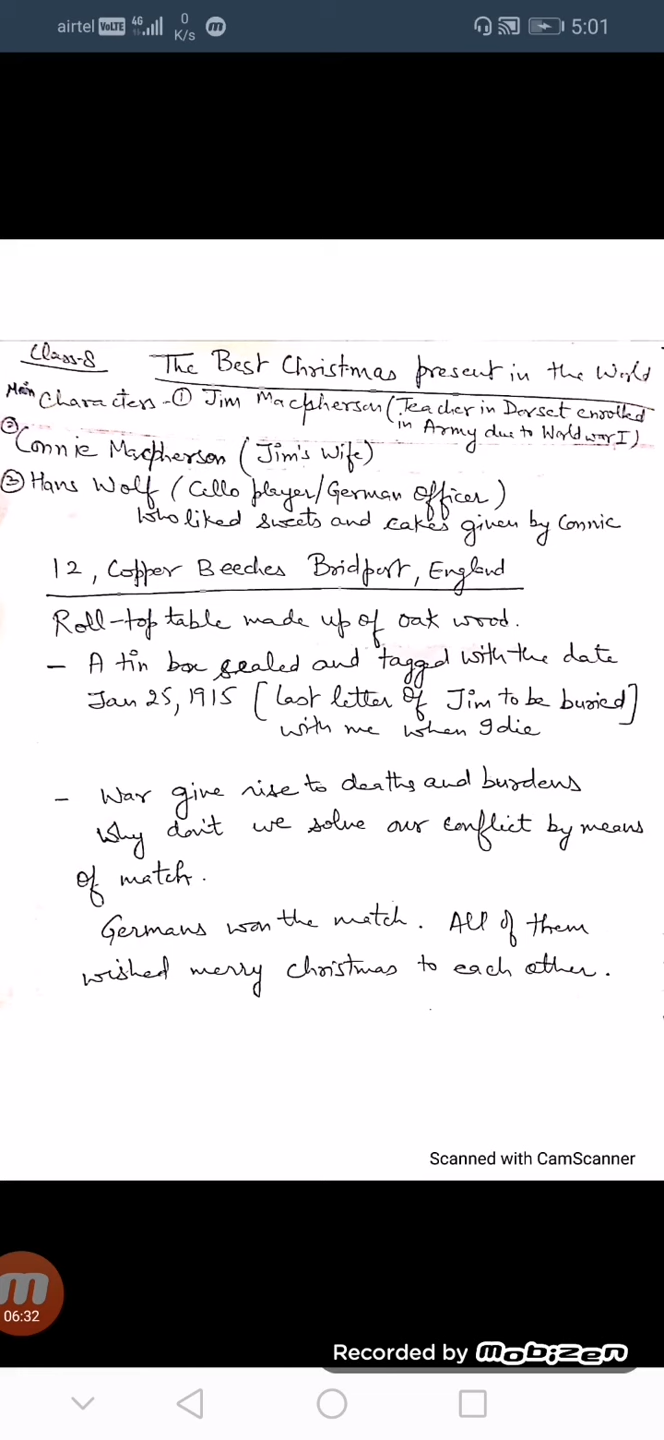 airtel VoLTE 4G 0 K/s m 5:01
Class-8 The Best Christmas present in the World
Main Characters - ① Jim Macpherson (Teacher in Dorset enrolled
in Army due to World war I)
② Connie Macpherson (Jim's wife)
③ Hans Wolf (Cello player/German officer)
who liked sweets and cakes given by Connie
12, Copper Beeches Bridport, England
Roll-top table made up of oak wood.
- A tin box sealed and tagged with the date
Jan 25, 1915 [last letter of Jim to be buried]
with me when I die
- War give rise to deaths and burdens
Why don't we solve our conflict by means
of match.
Germans won the match. All of them
wished merry christmas to each other.
Scanned with CamScanner
m
06:32
Recorded by mobizen